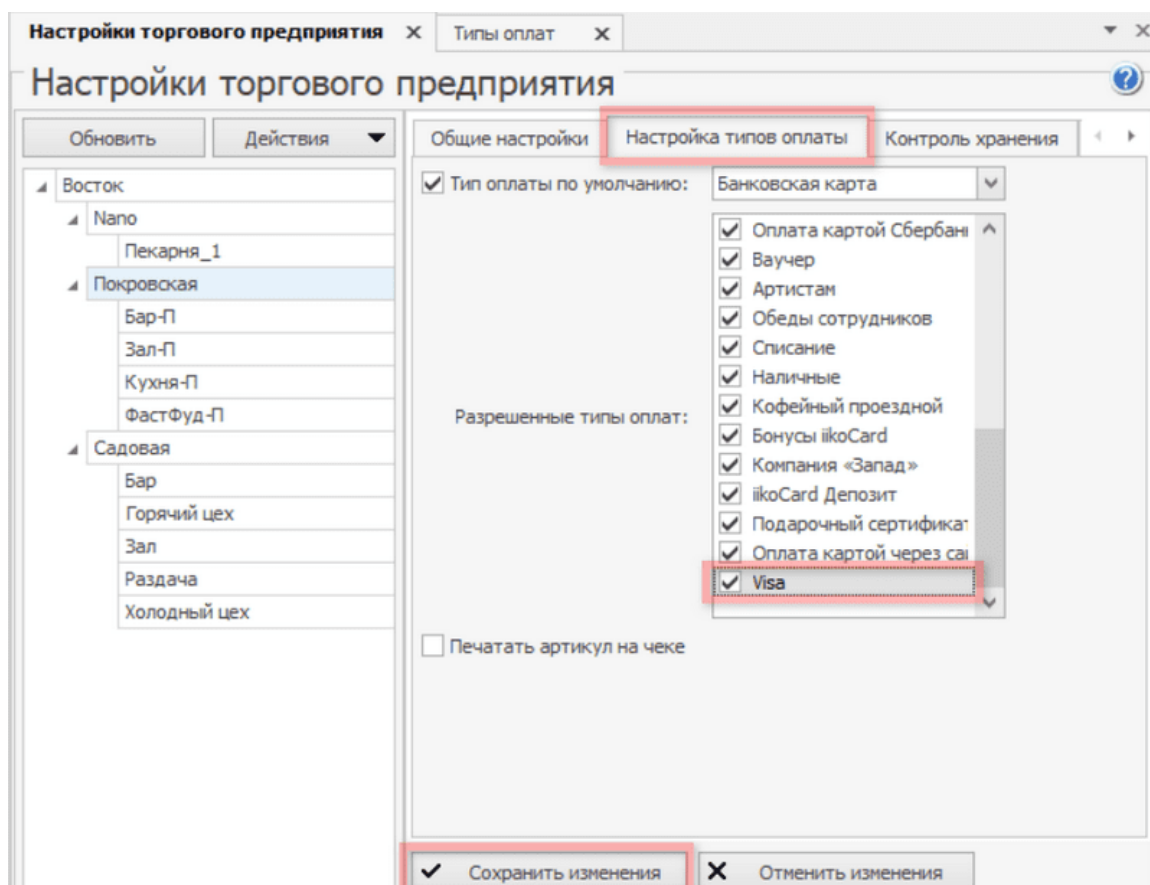 Настройки торгового предприятия
Типы оплат
Настройки торгового предприятия
Обновить
Действия
Общие настройки
Настройка типов оплаты
Контроль хранения
Восток
Nano
Пекарня_1
Покровская
Бар-П
Зал-П
Кухня-П
ФастФуд-П
Садовая
Бар
Горячий цех
Зал
Раздача
Холодный цех
Тип оплаты по умолчанию:
Банковская карта
Разрешенные типы оплат:
Оплата картой Сбербанк
Ваучер
Артистам
Обеды сотрудников
Списание
Наличные
Кофейный проездной
Бонусы iikoCard
Компания «Запад»
iikoCard Депозит
Подарочный сертификат
Оплата картой через са
Visa
Печатать артикул на чеке
Сохранить изменения
Отменить изменения